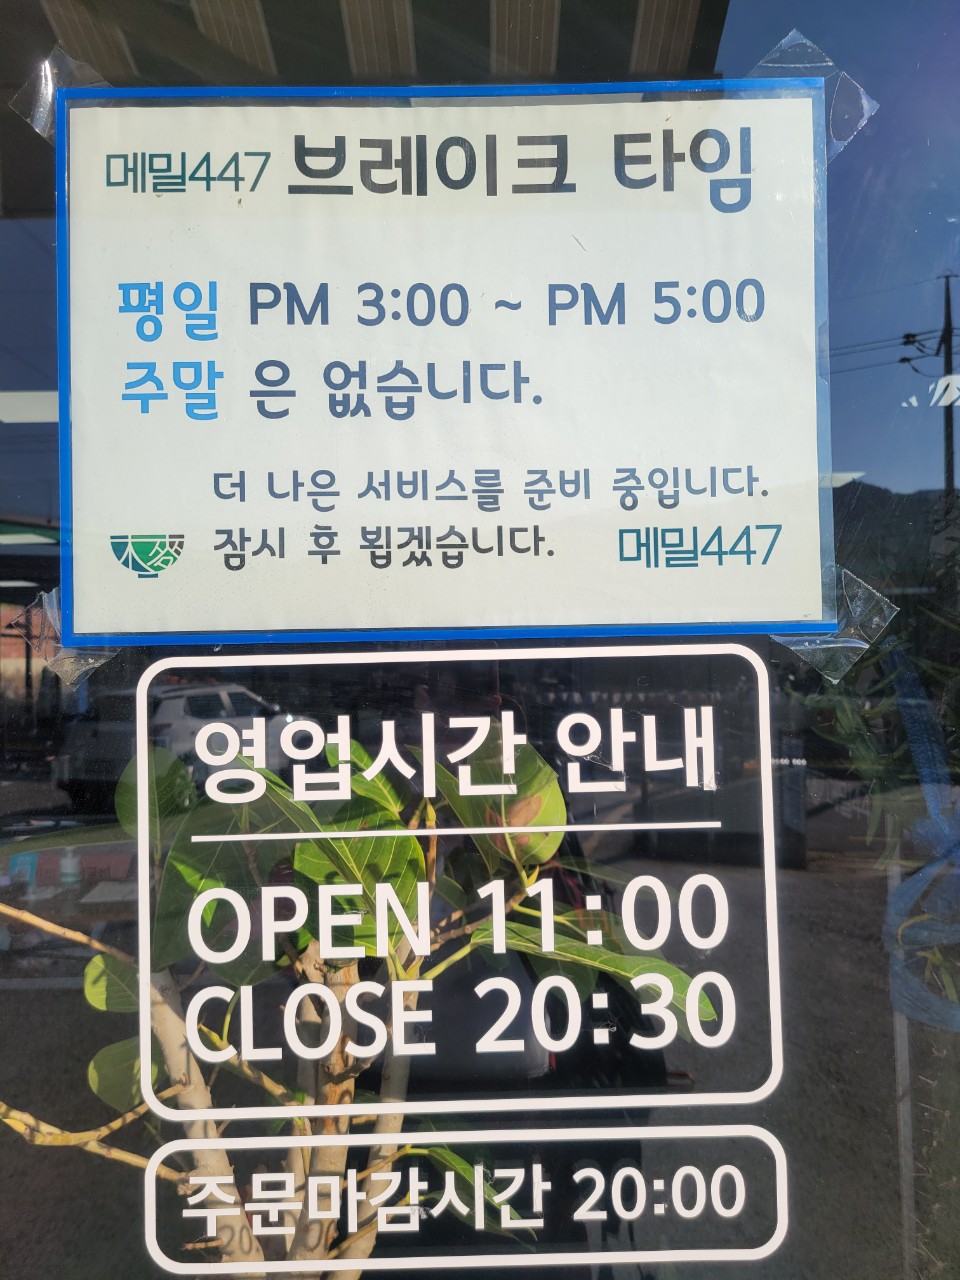 메밀447 브레이크 타임
평일 PM 3:00 ~ PM 5:00
주말 은 없습니다.
더 나은 서비스를 준비 중입니다.
잠시 후 뵙겠습니다. 메밀447
영업시간 안내
OPEN 11:00
CLOSE 20:30
주문마감시간 20:00